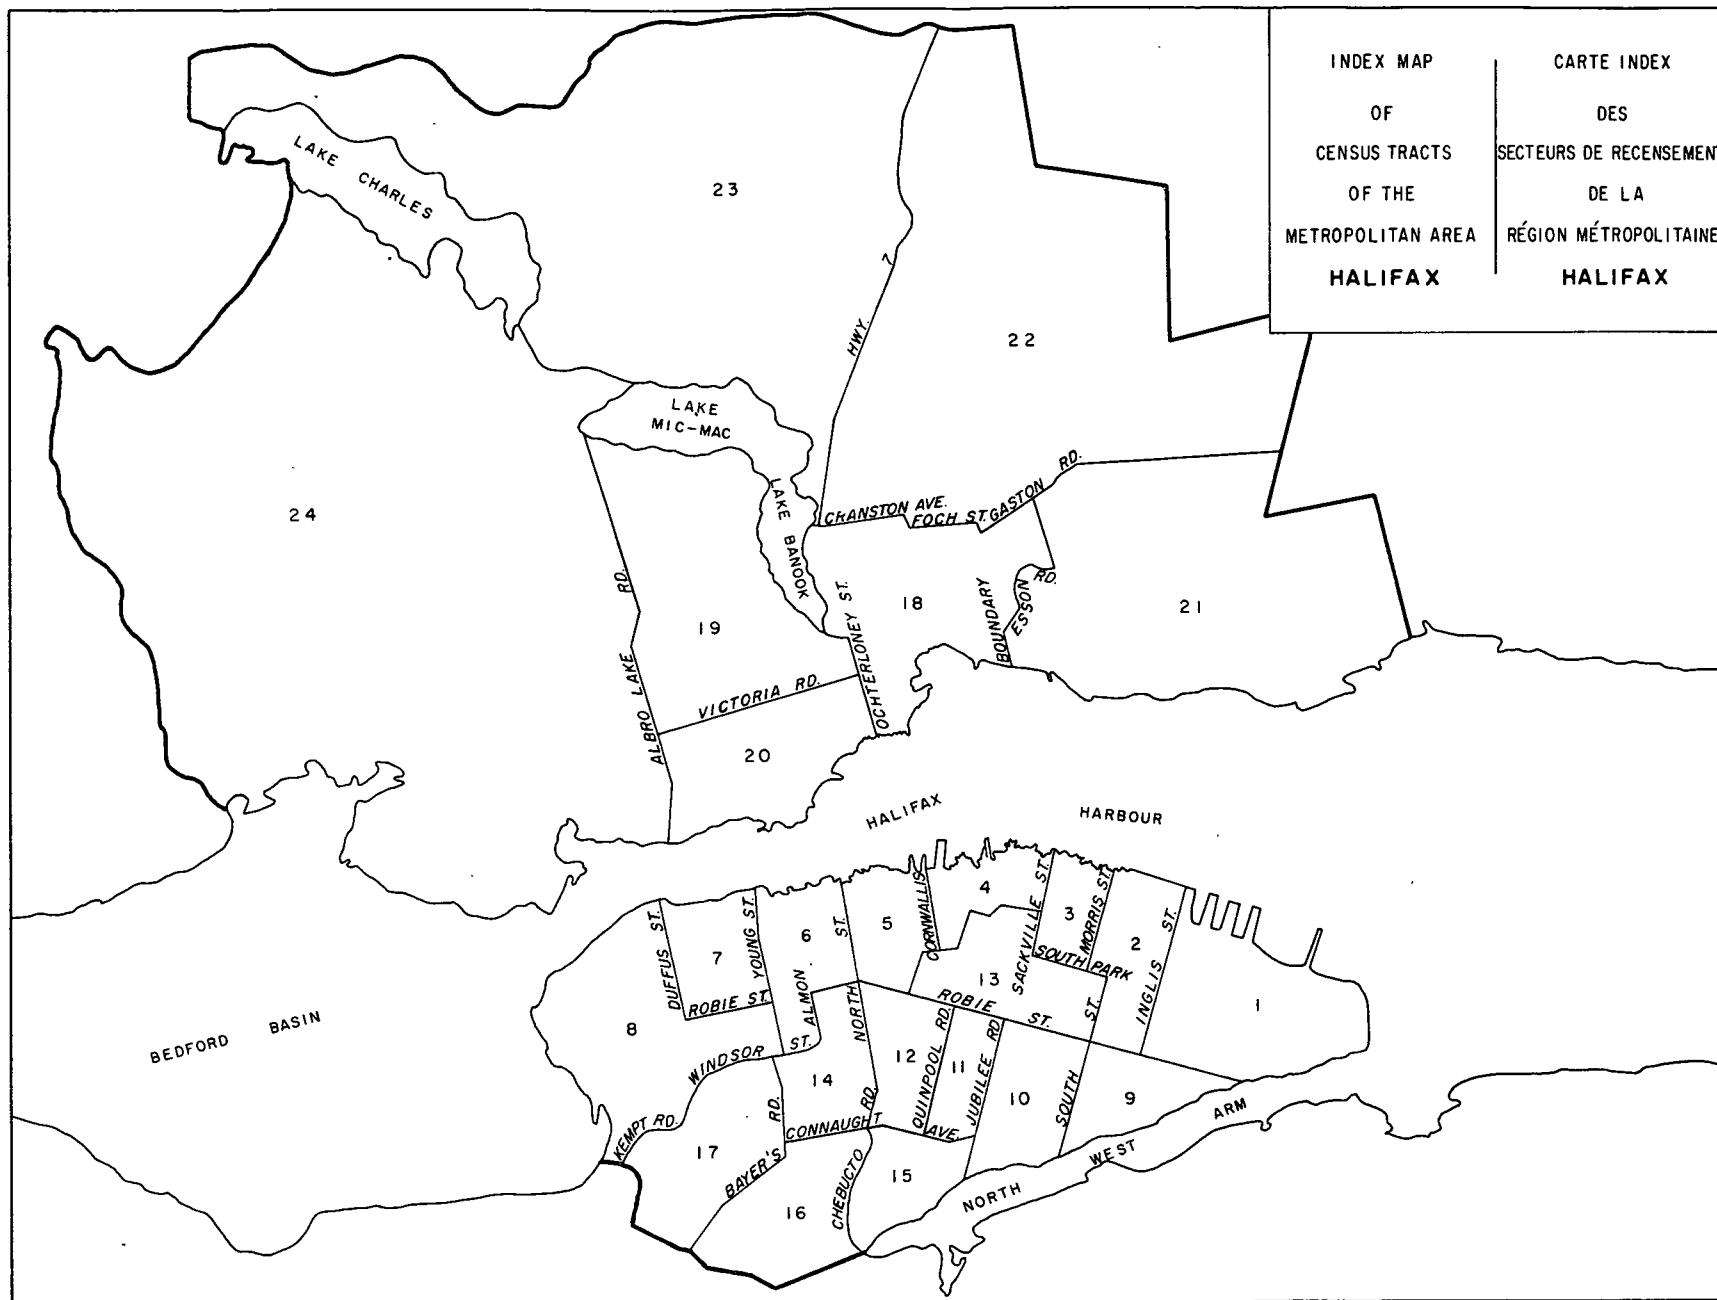 INDEX MAP
OF
CENSUS TRACTS
OF THE
METROPOLITAN AREA
HALIFAX
CARTE INDEX
DES
SECTEURS DE RECENSEMENT
DE LA
RÉGION MÉTROPOLITAINE
HALIFAX
LAKE CHARLES
23
HWY. 7
22
LAKE
MIC-MAC
LAKE BANOOK
24
CRANSTON AVE.
FOCH ST.
GASTON RD.
ALBRO LAKE RD.
19
OCHTERLONEY ST.
18
BOUNDARY
ESSON RD.
21
VICTORIA RD.
20
HALIFAX HARBOUR
BEDFORD BASIN
DUFFUS ST.
7
YOUNG ST.
6
5
CORNWALLIS
4
SACKVILLE ST.
3
MORRIS ST.
2
INGLIS ST.
1
SOUTH PARK
ROBIE ST.
8
ALMON ST.
NORTH ST.
13
ROBIE ST.
WINDSOR
KEMPT RD.
14
12
QUINPOOL RD.
11
JUBILEE RD.
10
SOUTH ST.
9
17
BAYER'S RD.
CONNAUGHT AVE.
CHEBUCTO RD.
16
15
NORTH WEST ARM